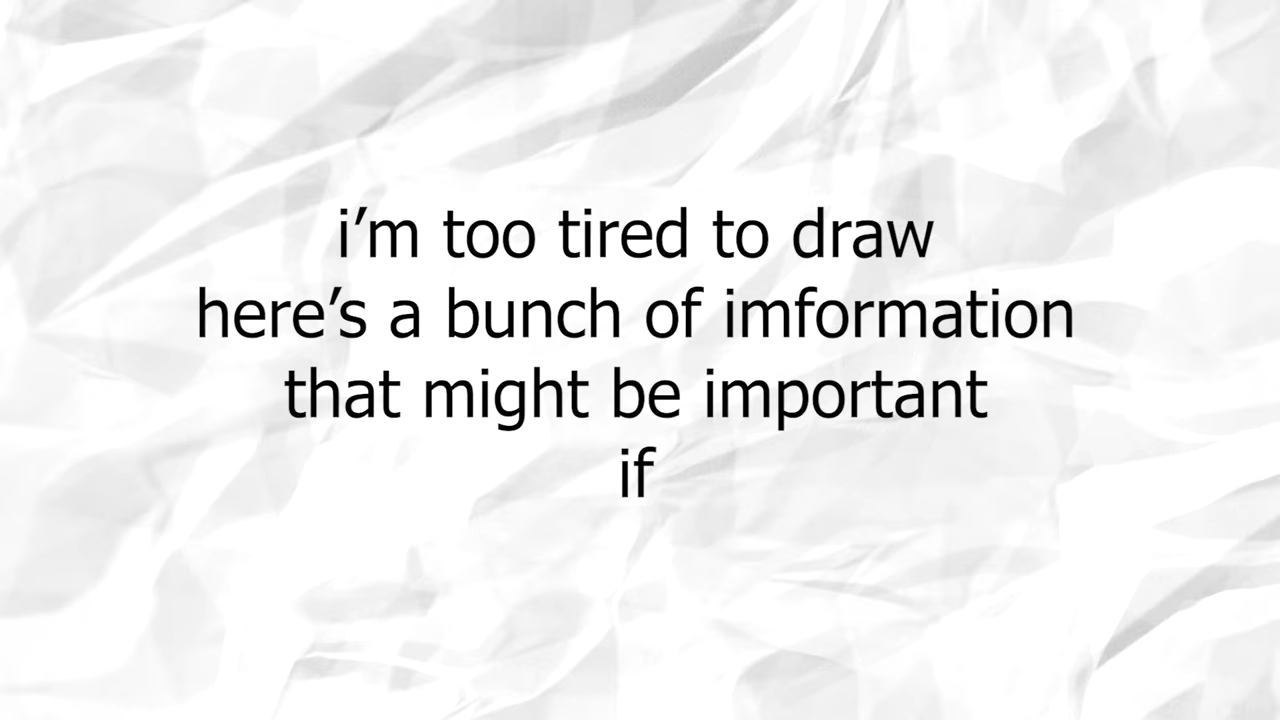 i’m too tired to draw
here’s a bunch of imformation
that might be important
if